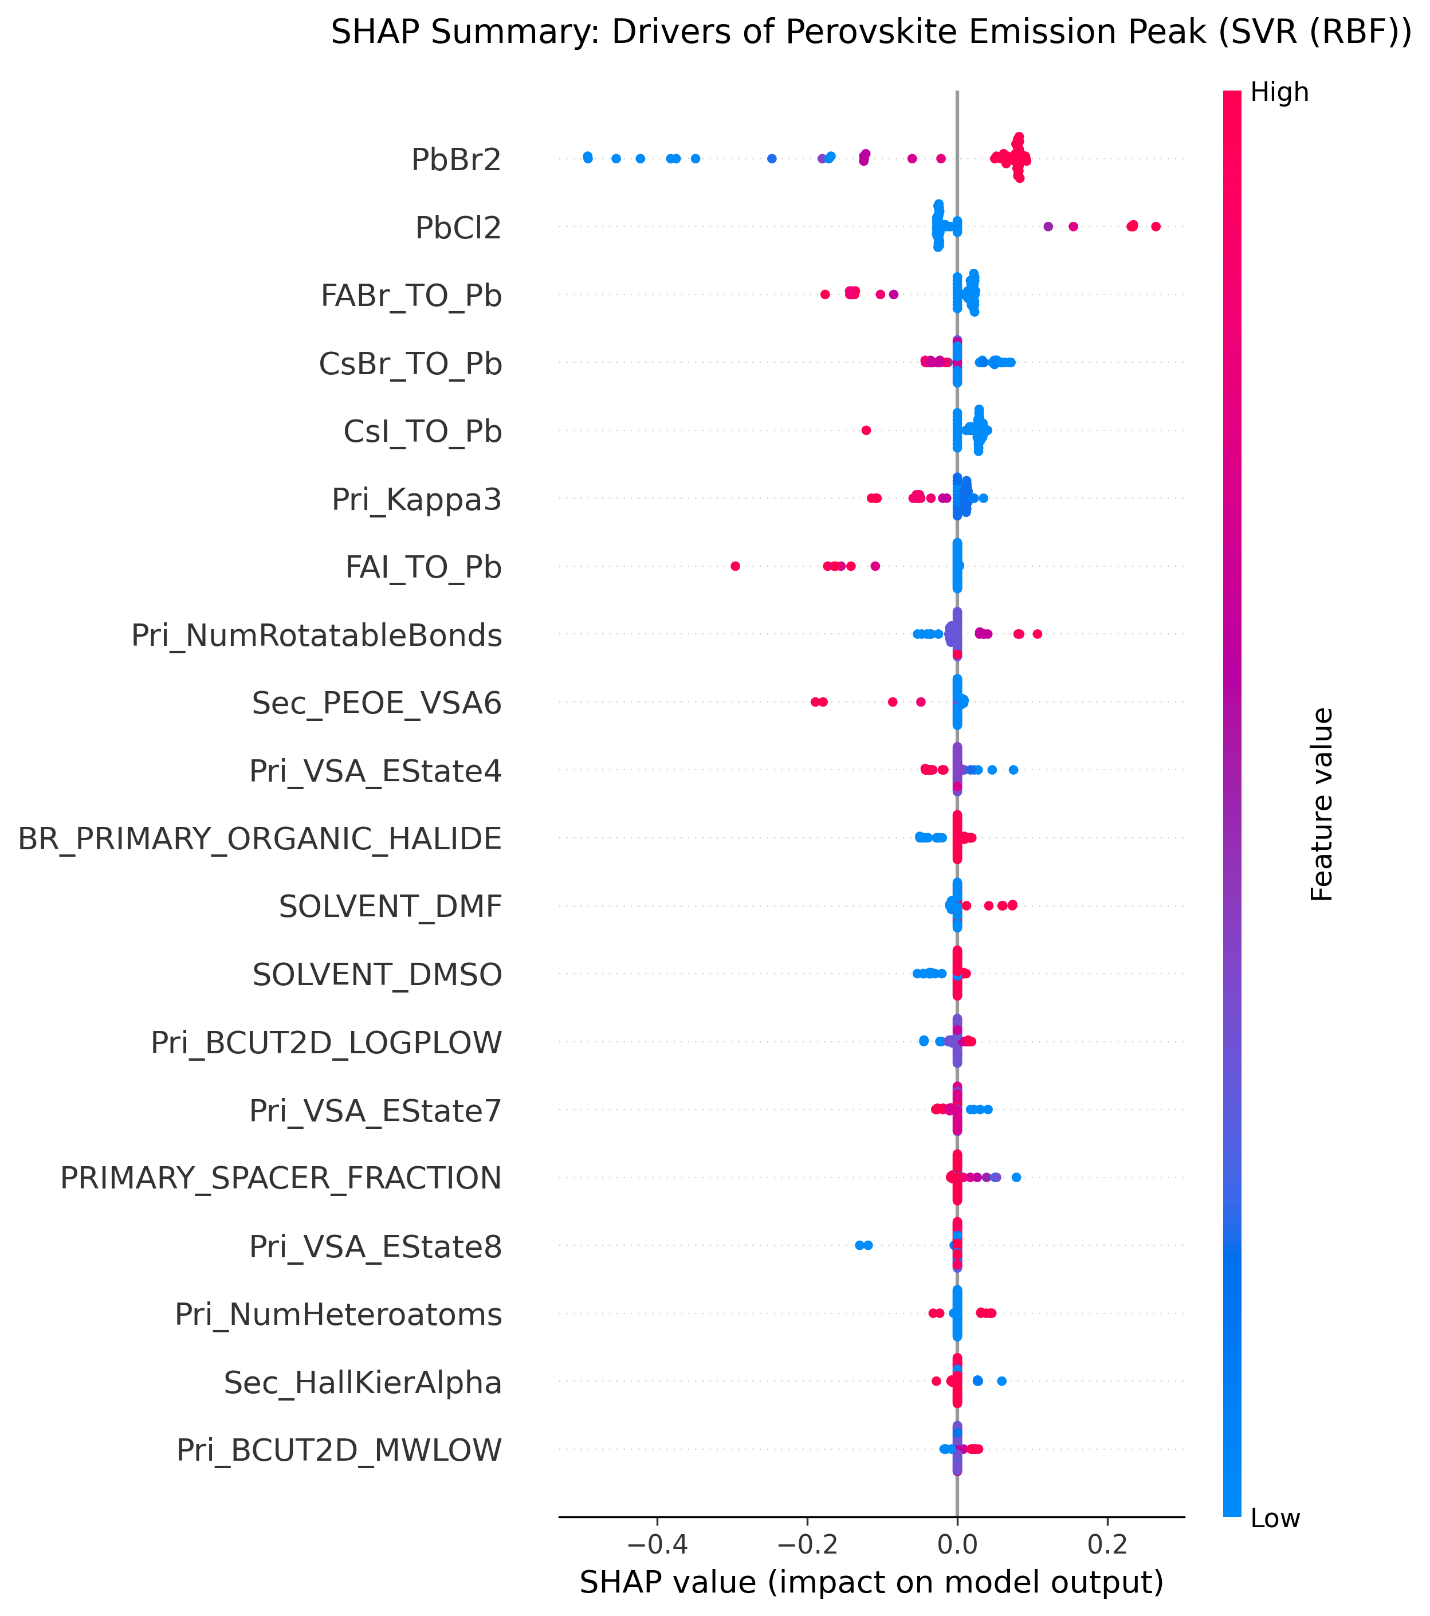 SHAP Summary: Drivers of Perovskite Emission Peak (SVR (RBF))
High
PbBr2
PbCl2
FABr_TO_Pb
CsBr_TO_Pb
CsI_TO_Pb
Pri_Kappa3
FAI_TO_Pb
Pri_NumRotatableBonds
Sec_PEOE_VSA6
Pri_VSA_EState4
BR_PRIMARY_ORGANIC_HALIDE
SOLVENT_DMF
SOLVENT_DMSO
Pri_BCUT2D_LOGPLOW
Pri_VSA_EState7
PRIMARY_SPACER_FRACTION
Pri_VSA_EState8
Pri_NumHeteroatoms
Sec_HallKierAlpha
Pri_BCUT2D_MWLOW
Feature value
Low
−0.4 −0.2 0.0 0.2
SHAP value (impact on model output)